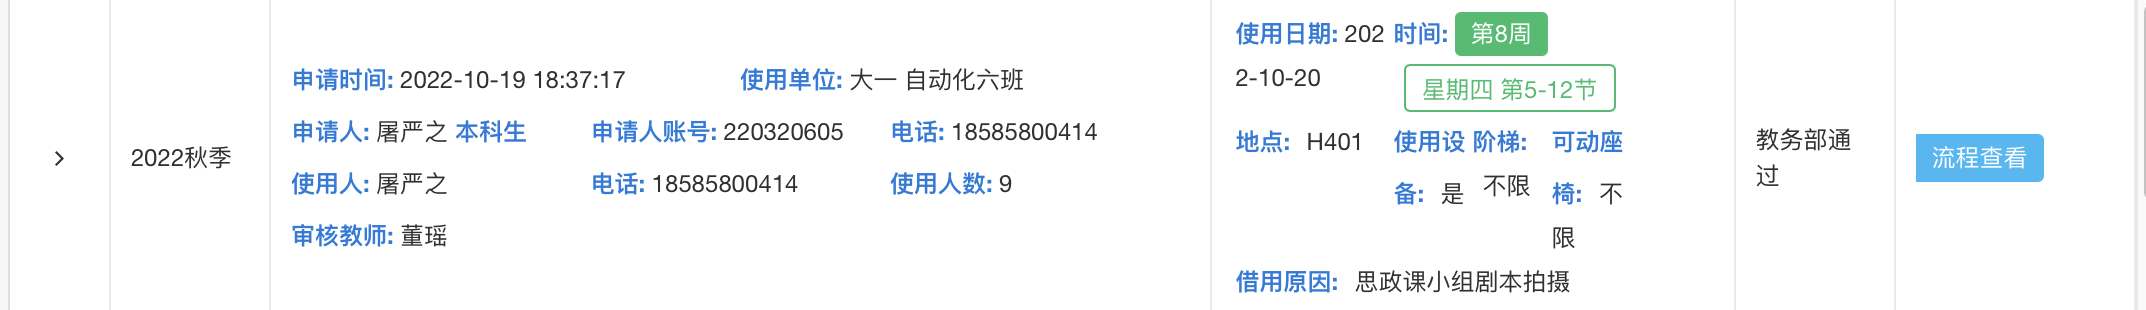 2022秋季
申请时间: 2022-10-19 18:37:17 使用单位: 大一 自动化六班
申请人: 屠严之 本科生 申请人账号: 220320605 电话: 18585800414
使用人: 屠严之 电话: 18585800414 使用人数: 9
审核教师: 董瑶
使用日期: 202
2-10-20
时间: 第8周
星期四 第5-12节
地点: H401
使用设
备: 是
阶梯:
不限
可动座
椅: 不
限
借用原因: 思政课小组剧本拍摄
教务部通
过
流程查看